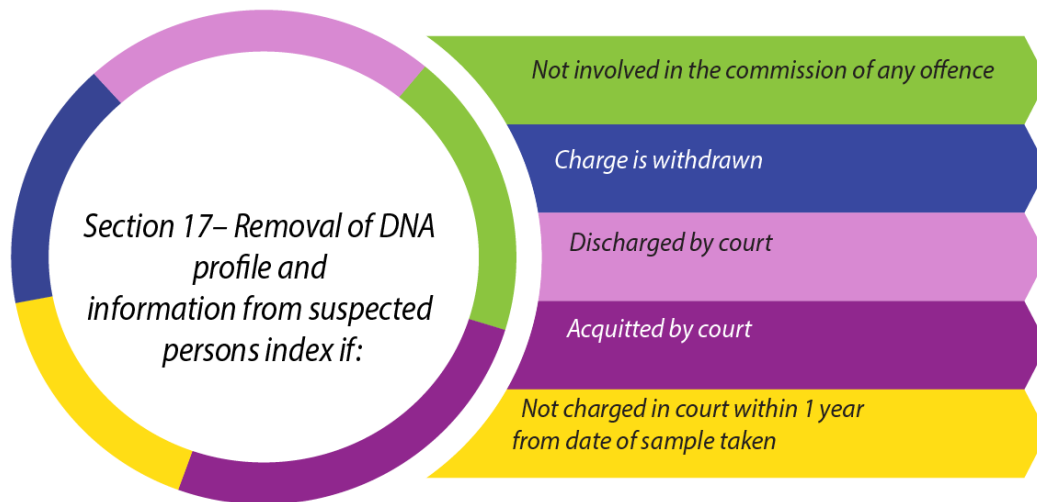 Section 17– Removal of DNA
profile and
information from suspected
persons index if:
Not involved in the commission of any offence
Charge is withdrawn
Discharged by court
Acquitted by court
Not charged in court within 1 year
from date of sample taken